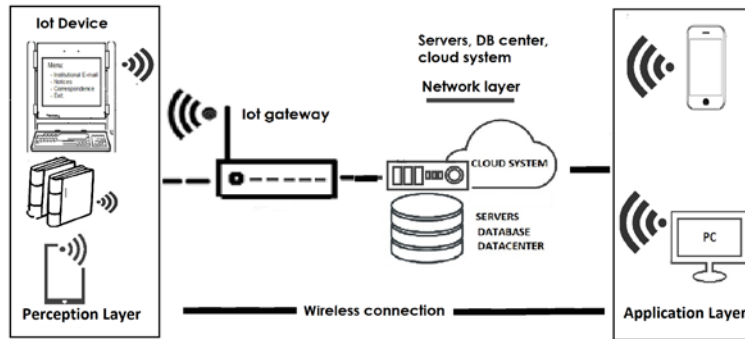 Iot Device
Menu:
- Institutional E-mail
- Notices
- Correspondence
- Exit
Perception Layer
Iot gateway
Servers, DB center,
cloud system
Network layer
CLOUD SYSTEM
SERVERS
DATABASE
DATACENTER
Wireless connection
PC
Application Layer